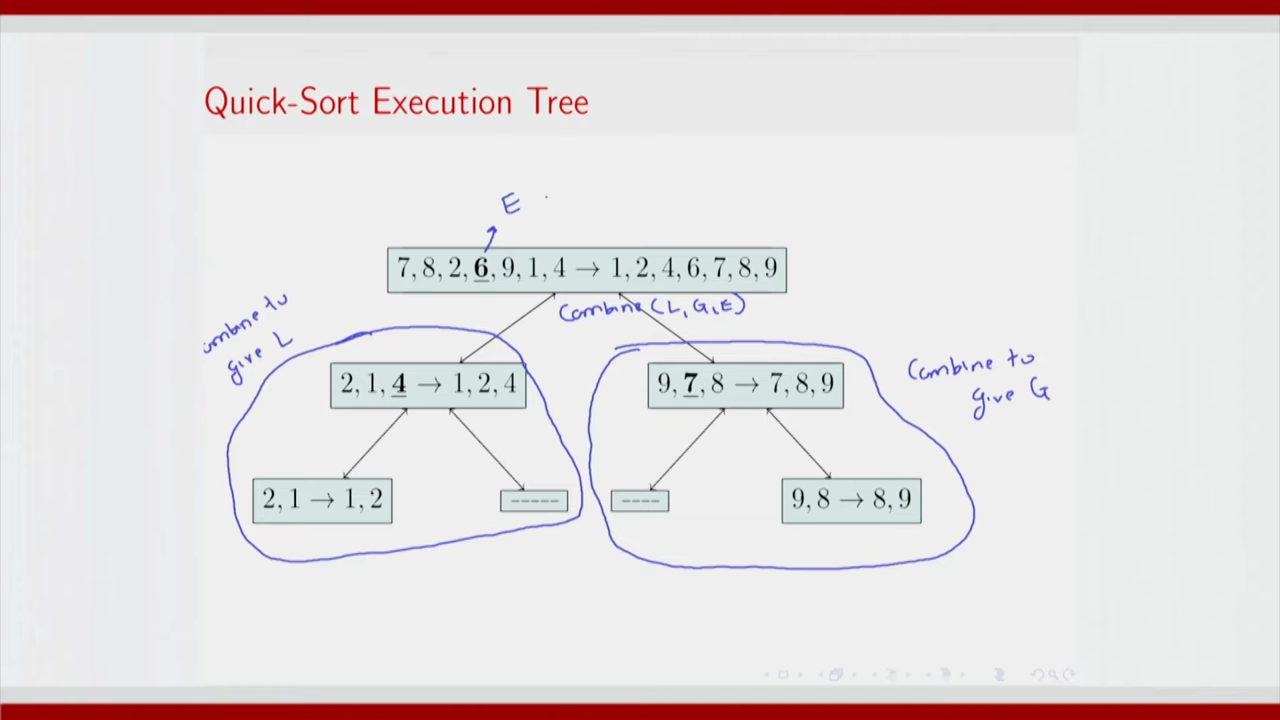 Quick-Sort Execution Tree
E
7, 8, 2, 6, 9, 1, 4 → 1, 2, 4, 6, 7, 8, 9
Combine (L, G, E)
ombine to
give L
2, 1, 4 → 1, 2, 4
9, 7, 8 → 7, 8, 9
Combine to
give G
2, 1 → 1, 2
-----
----
9, 8 → 8, 9